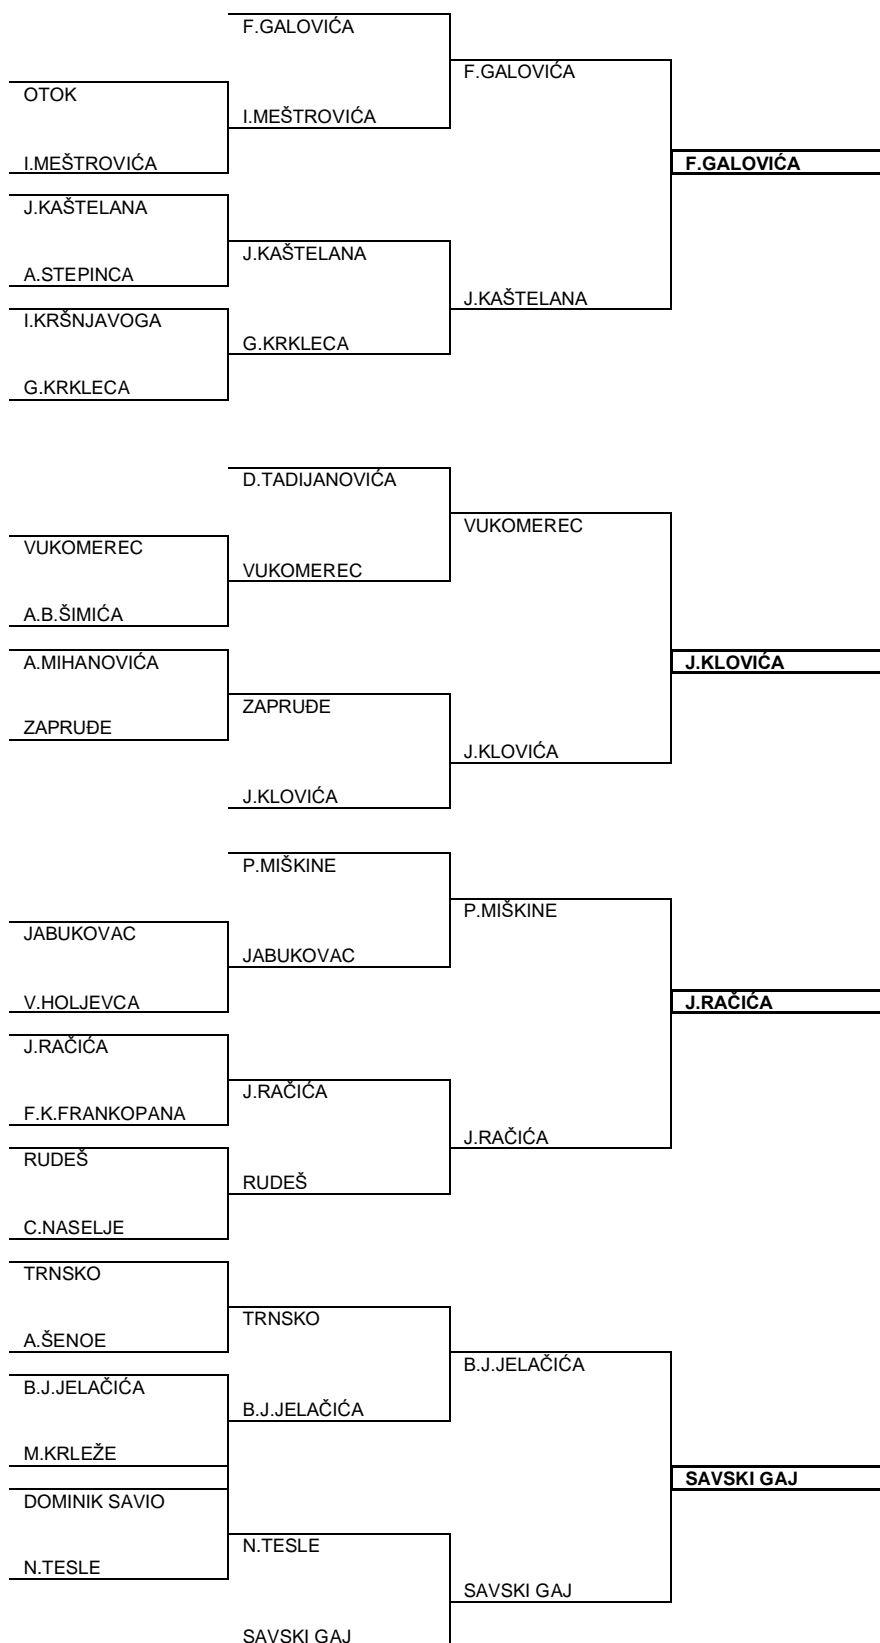 F.GALOVIĆA
F.GALOVIĆA
OTOK
I.MEŠTROVIĆA
I.MEŠTROVIĆA
F.GALOVIĆA
J.KAŠTELANA
J.KAŠTELANA
A.STEPINCA
J.KAŠTELANA
I.KRŠNJAVOGA
G.KRKLECA
G.KRKLECA
D.TADIJANOVIĆA
VUKOMEREC
VUKOMEREC
VUKOMEREC
A.B.ŠIMIĆA
A.MIHANOVIĆA
J.KLOVIĆA
ZAPRUĐE
ZAPRUĐE
J.KLOVIĆA
J.KLOVIĆA
P.MIŠKINE
P.MIŠKINE
JABUKOVAC
JABUKOVAC
V.HOLJEVCA
J.RAČIĆA
J.RAČIĆA
J.RAČIĆA
F.K.FRANKOPANA
J.RAČIĆA
RUDEŠ
RUDEŠ
C.NASELJE
TRNSKO
TRNSKO
A.ŠENOE
B.J.JELAČIĆA
B.J.JELAČIĆA
B.J.JELAČIĆA
M.KRLEŽE
SAVSKI GAJ
DOMINIK SAVIO
N.TESLE
N.TESLE
SAVSKI GAJ
SAVSKI GAJ